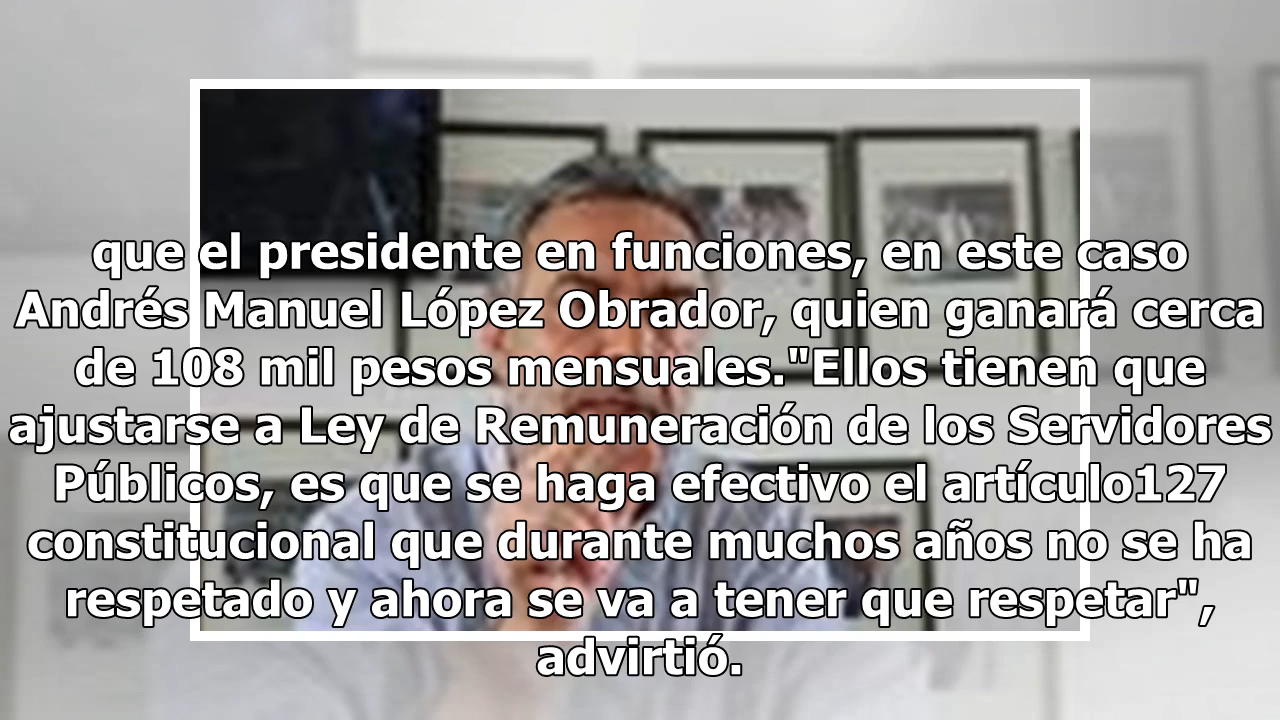 que el presidente en funciones, en este caso
Andrés Manuel López Obrador, quien ganará cerca
de 108 mil pesos mensuales."Ellos tienen que
ajustarse a Ley de Remuneración de los Servidores
Públicos, es que se haga efectivo el artículo127
constitucional que durante muchos años no se ha
respetado y ahora se va a tener que respetar",
advirtió.